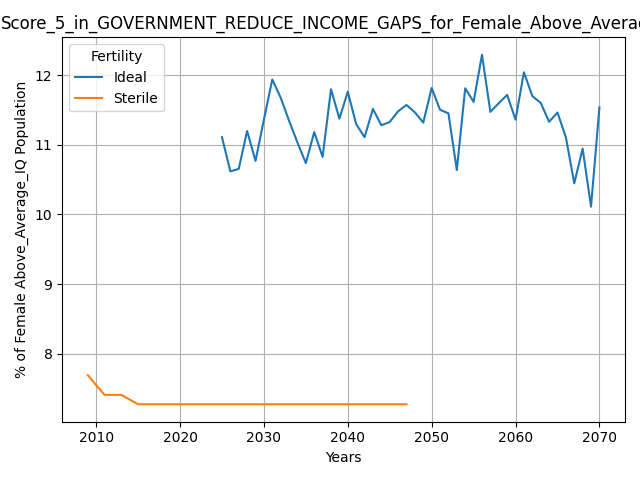 Score_5_in_GOVERNMENT_REDUCE_INCOME_GAPS_for_Female_Above_Avera
Fertility
Ideal
Sterile
% of Female Above_Average_IQ Population
12
11
10
9
8
2010 2020 2030 2040 2050 2060 2070
Years